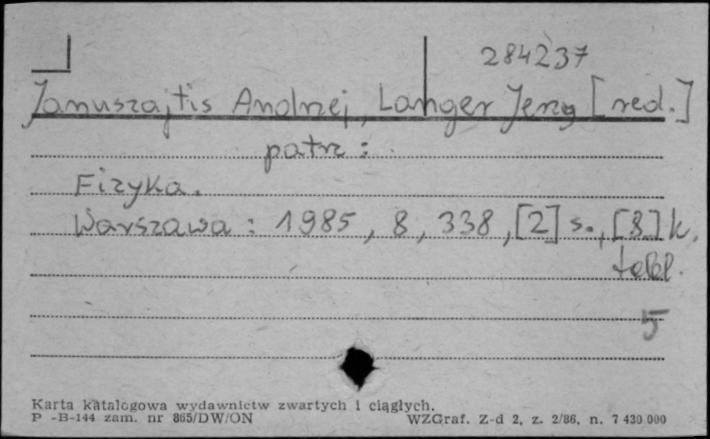 284237
Januszajtis Andrzej, Langer Jerzy [red.]
patrz:
Fizyka.
Warszawa: 1985, 8, 338, [2] s., [8] k.
tabl.
5
Karta katalogowa wydawnictw zwartych i ciągłych.
P -B-144 zam. nr 865/DW/ON WZGraf. Z-d 2, z. 2/86, n. 7 430 000